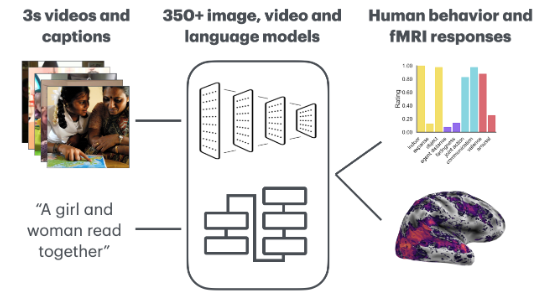 3s videos and
captions
350+ image, video and
language models
Human behavior and
fMRI responses
“A girl and
woman read
together”
Rating
1.00
0.80
0.60
0.40
0.20
0.00
indoor
expanse
object
agent distance
facingness
joint action
communication
valence
arousal